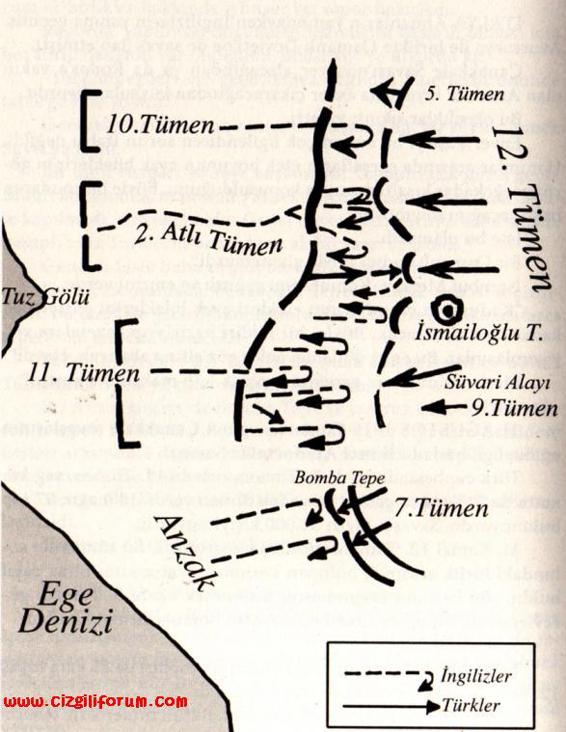 5. Tümen
10.Tümen
12 Tümen
2. Atlı Tümen
Tuz Gölü
İsmailoğlu T.
11. Tümen
Süvari Alayı
9.Tümen
Bomba Tepe
7.Tümen
Anzak
Ege
Denizi
İngilizler
Türkler
www.cizgiliforum.com